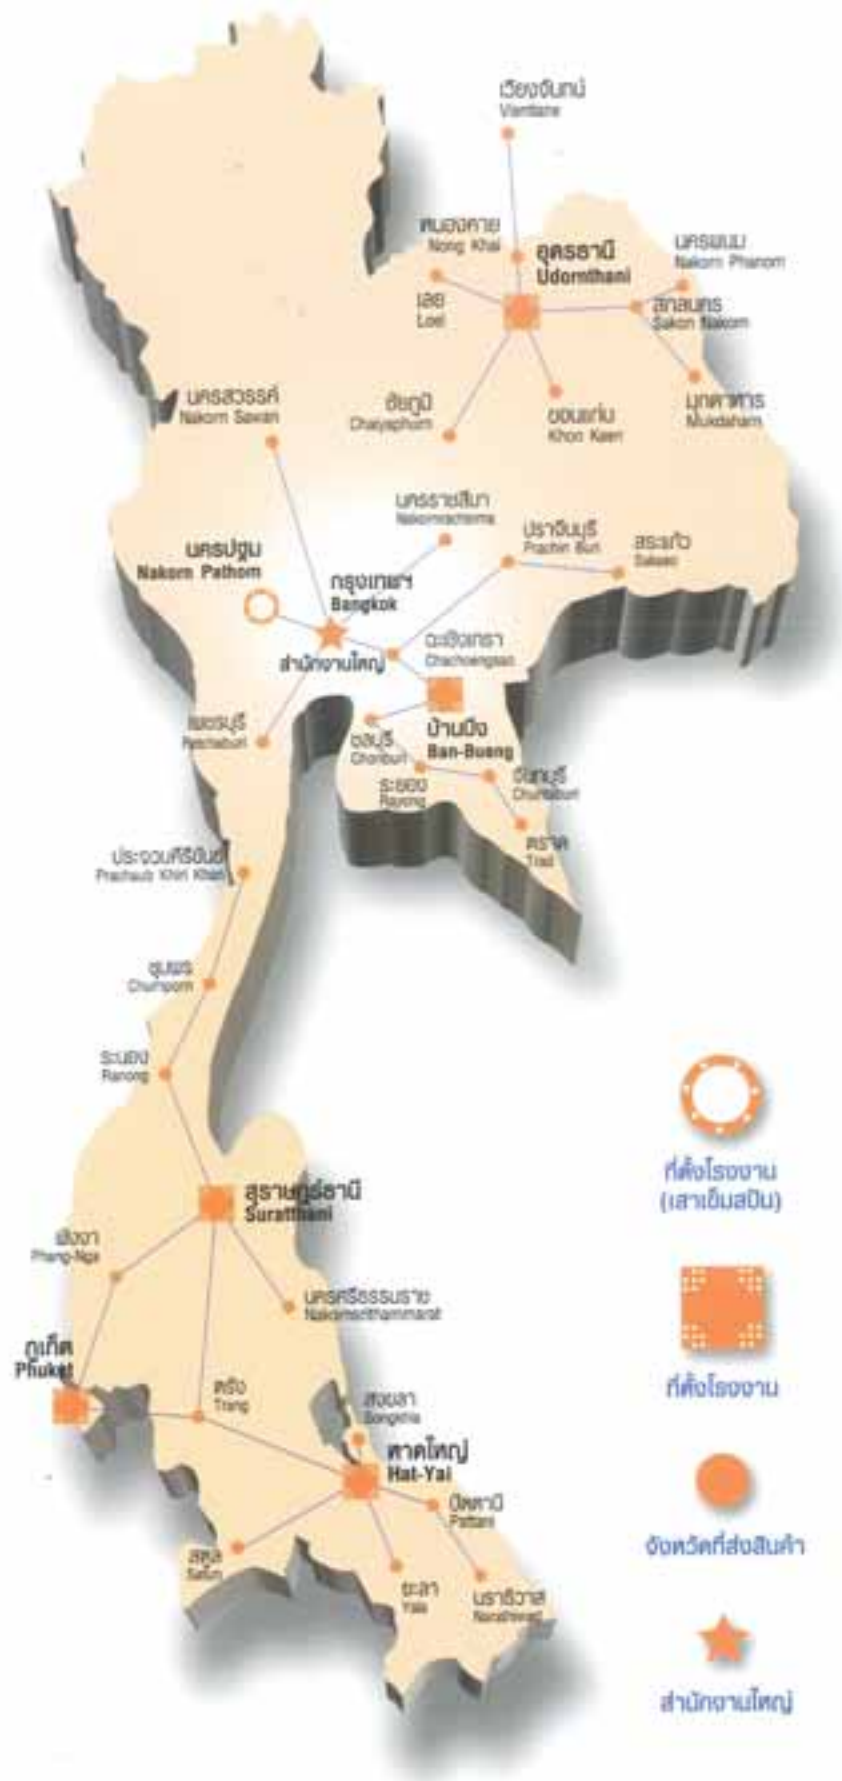 เวียงจันทน์
Vientiane
หนองคาย
Nong Khai
อุดรธานี
Udornthani
นครพนม
Nakorn Phanom
เลย
Loei
สกลนคร
Sakon Nakorn
นครสวรรค์
Nakorn Sawan
ชัยภูมิ
Chaiyaphum
ขอนแก่น
Khon Kaen
มุกดาหาร
Mukdaharn
นครราชสีมา
Nakornrachsima
ปราจีนบุรี
Prachin Buri
สระแก้ว
Sakaeo
นครปฐม
Nakorn Pathom
กรุงเทพฯ
Bangkok
สำนักงานใหญ่
ฉะเชิงเทรา
Chachoengsao
เพชรบุรี
Petchaburi
ชลบุรี
Chonburi
บ้านบึง
Ban-Bueng
ระยอง
Rayong
จันทบุรี
Chantaburi
ตราด
Trad
ประจวบคีรีขันธ์
Prachaub Khiri Khan
ชุมพร
Chumporn
ระนอง
Ranong
สุราษฎร์ธานี
Suratthani
พังงา
Phang-Nga
นครศรีธรรมราช
Nakornsrithammarat
ภูเก็ต
Phuket
ตรัง
Trang
สงขลา
Songkhla
หาดใหญ่
Hat-Yai
ปัตตานี
Pattani
สตูล
Satun
ยะลา
Yala
นราธิวาส
Narathiwat
ที่ตั้งโรงงาน
(เสาเข็มสปัน)
ที่ตั้งโรงงาน
จังหวัดที่ส่งสินค้า
สำนักงานใหญ่